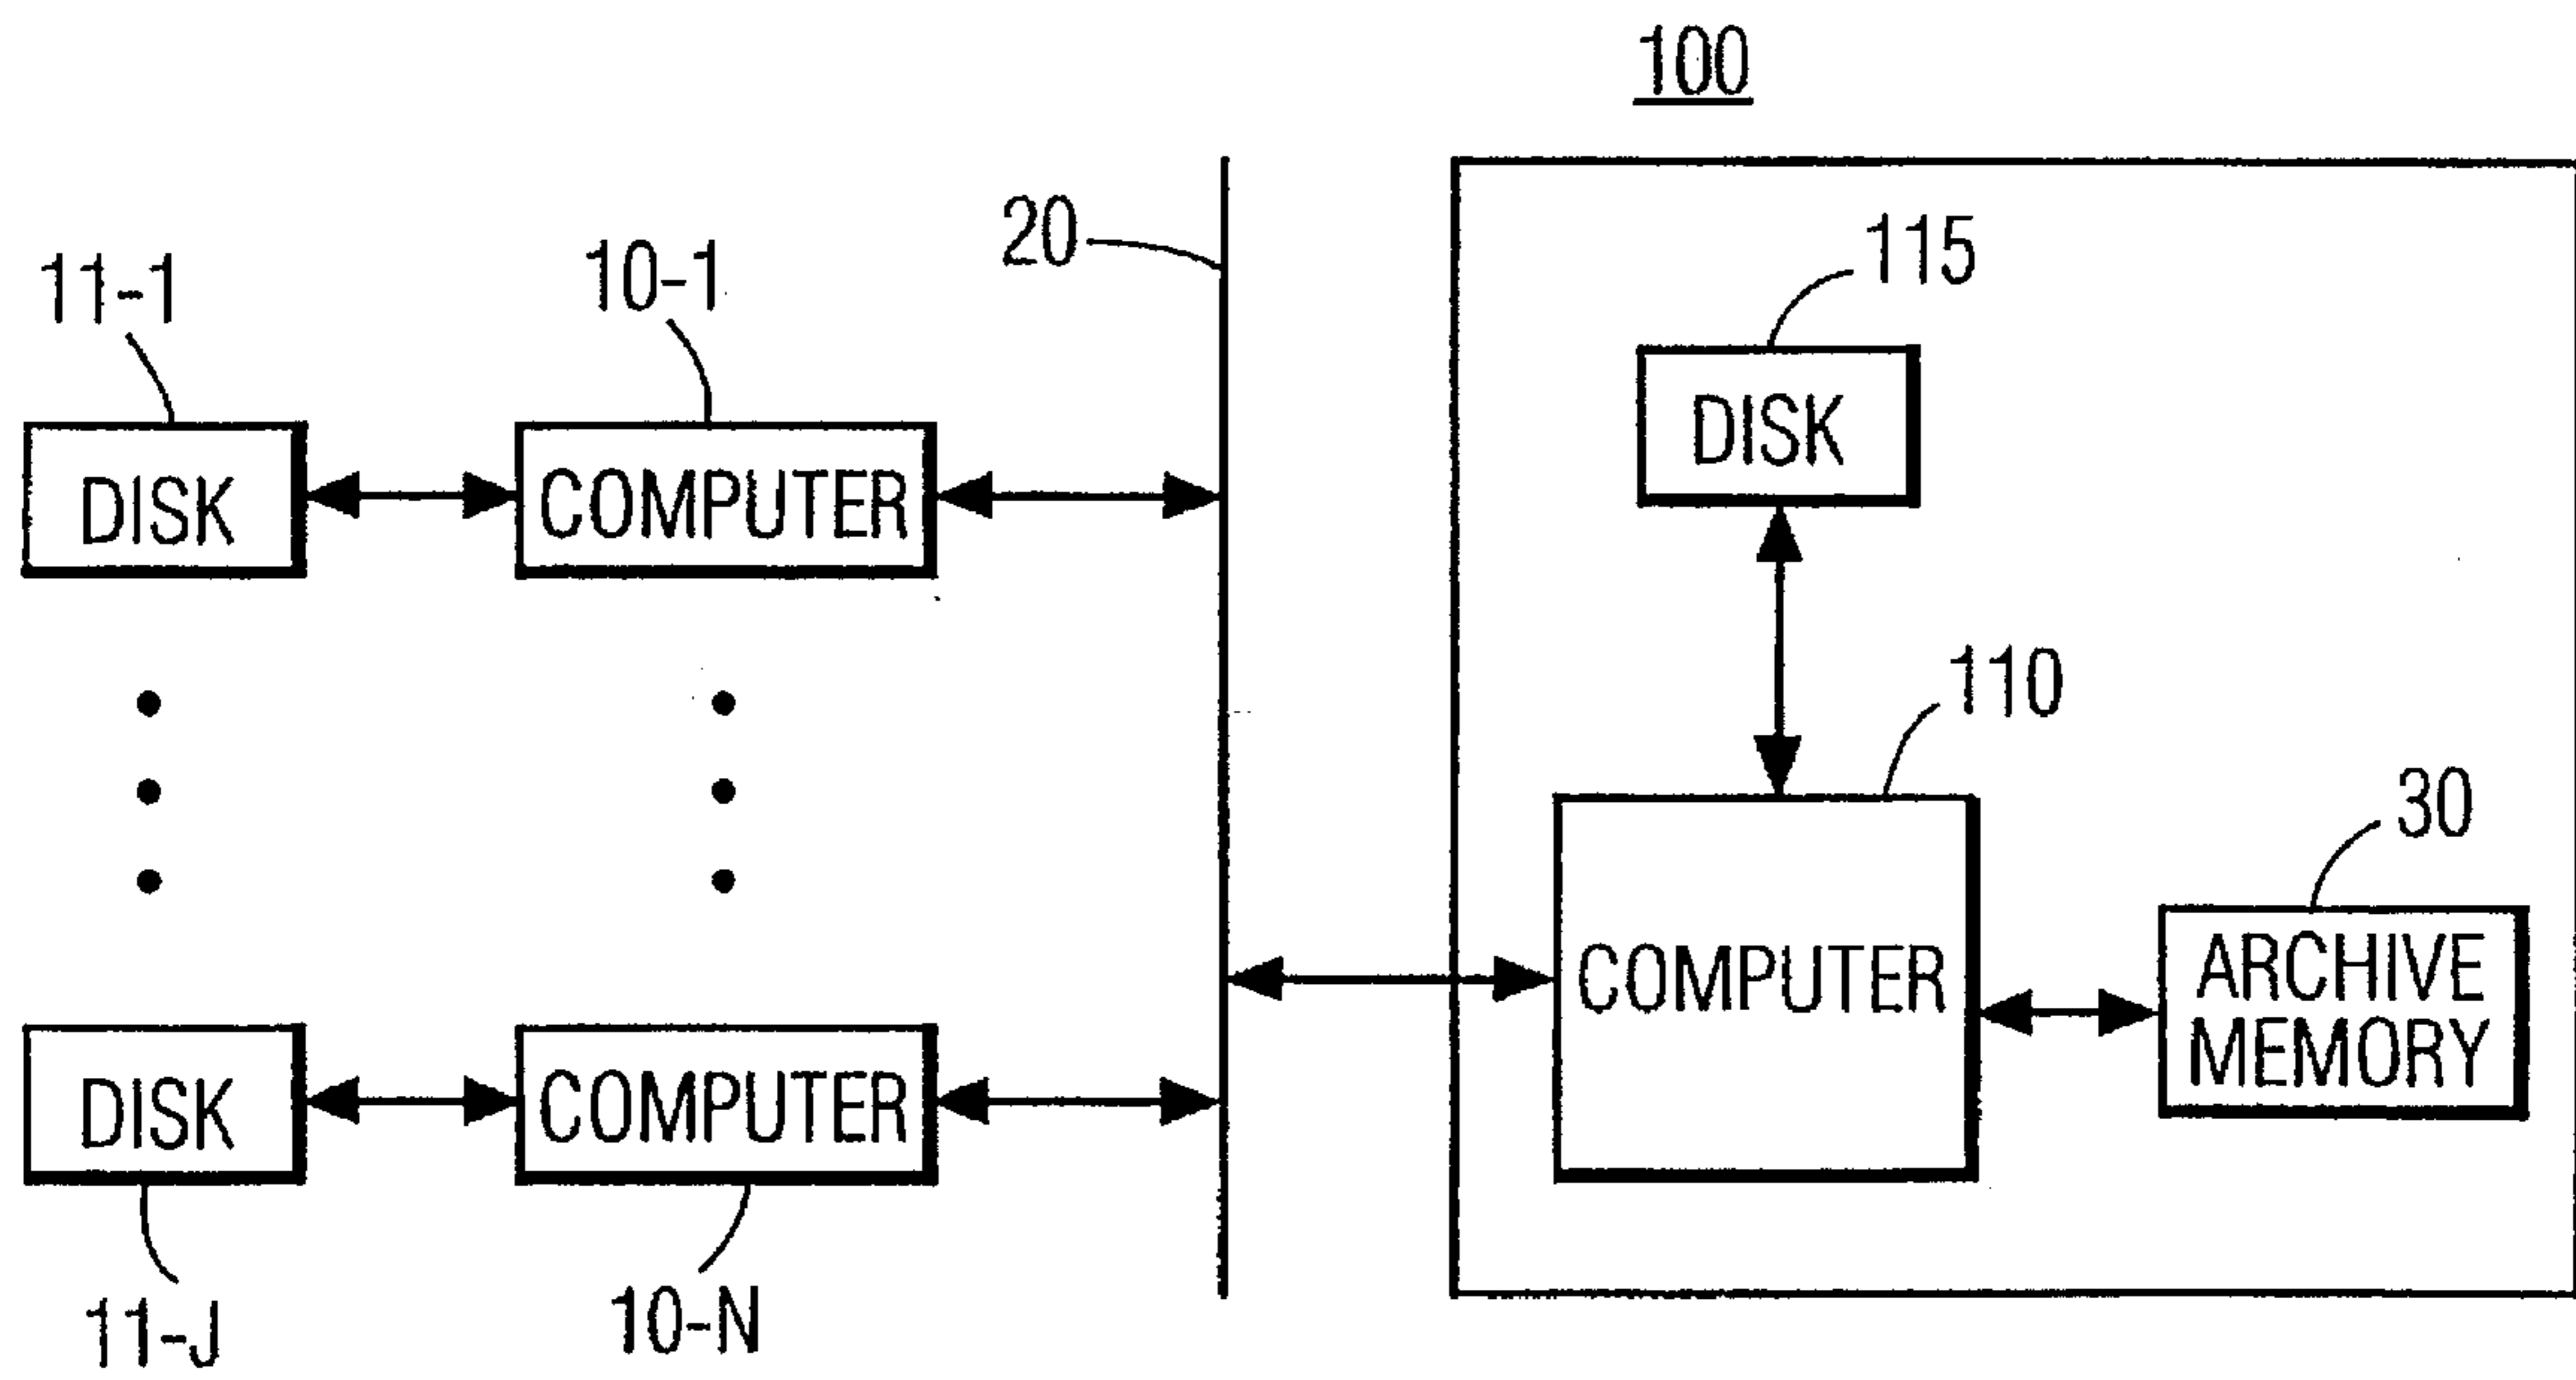 100
20
115
11-1
10-1
DISK
DISK
COMPUTER
110
30
ARCHIVE
MEMORY
COMPUTER
DISK
COMPUTER
11-J
10-N